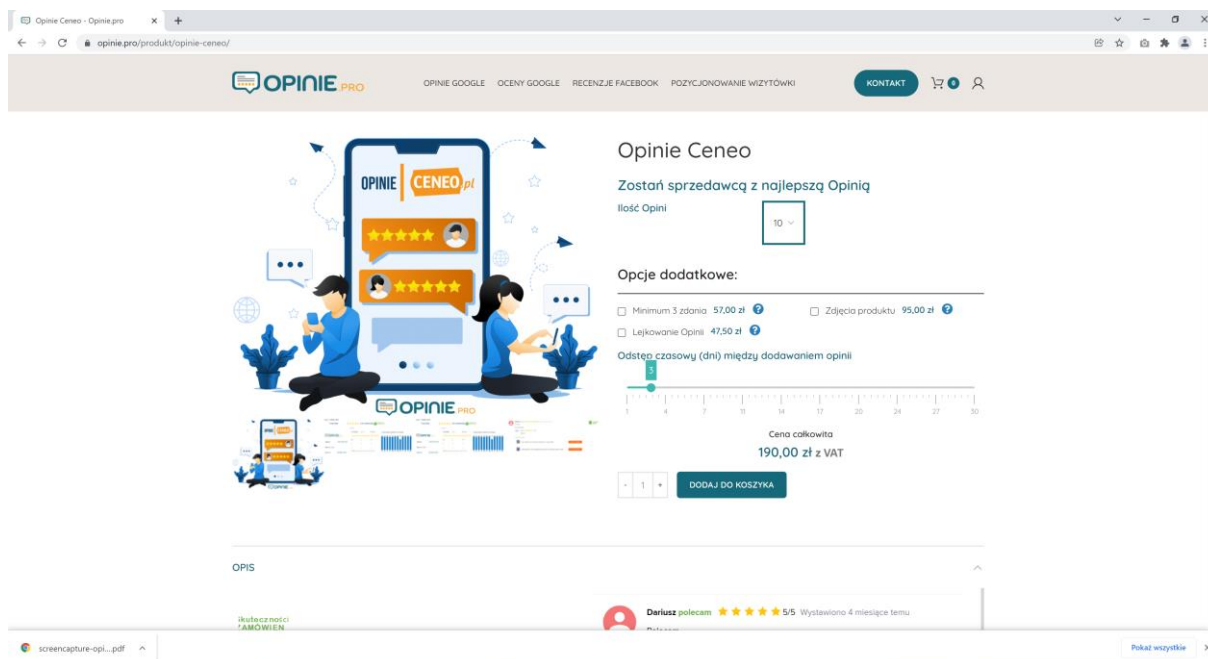 Opinie Ceneo - Opinie.pro
opinie.pro/produkt/opinie-ceneo/
OPINIE.PRO
OPINIE GOOGLE OCENY GOOGLE RECENZJE FACEBOOK POZYCJONOWANIE WIZYTÓWKI KONTAKT 0
OPINIE CENEO.pl
OPINIE.PRO
Opinie Ceneo
Zostań sprzedawcą z najlepszą Opinią
Ilość Opini 10
Opcje dodatkowe:
Minimum 3 zdania 57,00 zł ? Zdjęcia produktu 95,00 zł ?
Lejkowanie Opinii 47,50 zł ?
Odstęp czasowy (dni) między dodawaniem opinii
3
1 4 7 11 14 17 20 24 27 30
Cena całkowita
190,00 zł z VAT
- 1 + DODAJ DO KOSZYKA
OPIS
Dariusz polecam 5/5 Wystawiono 4 miesiące temu
Polecam
screencapture-opi....pdf
Pokaż wszystkie